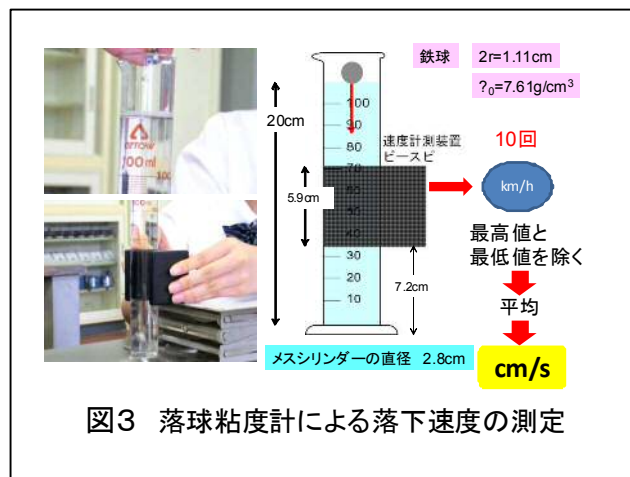 鉄球 2r=1.11cm
?₀=7.61g/cm³
20cm
100
90
80
70
60
50
40
30
20
10
5.9cm
7.2cm
速度計測装置
ビースピ
10回
km/h
最高値と
最低値を除く
平均
cm/s
100ml
100
メスシリンダーの直径 2.8cm
図3 落球粘度計による落下速度の測定